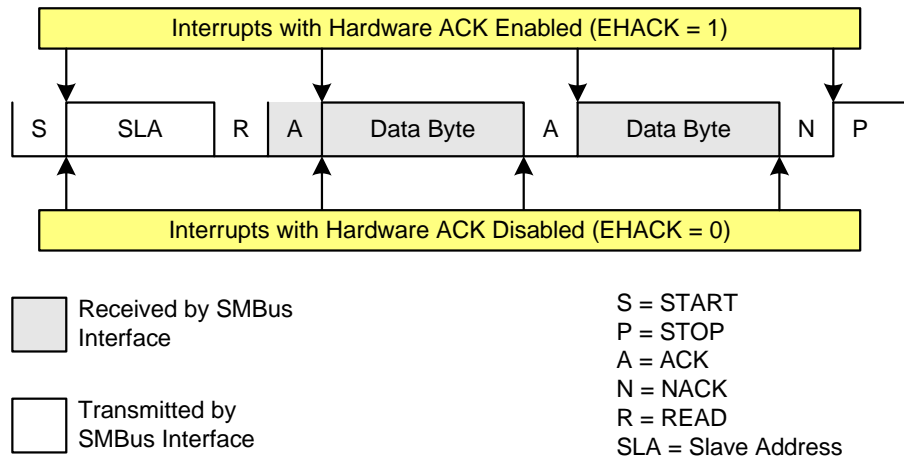 Interrupts with Hardware ACK Enabled (EHACK = 1)
S SLA R A Data Byte A Data Byte N P
Interrupts with Hardware ACK Disabled (EHACK = 0)
Received by SMBus
Interface
Transmitted by
SMBus Interface
S = START
P = STOP
A = ACK
N = NACK
R = READ
SLA = Slave Address